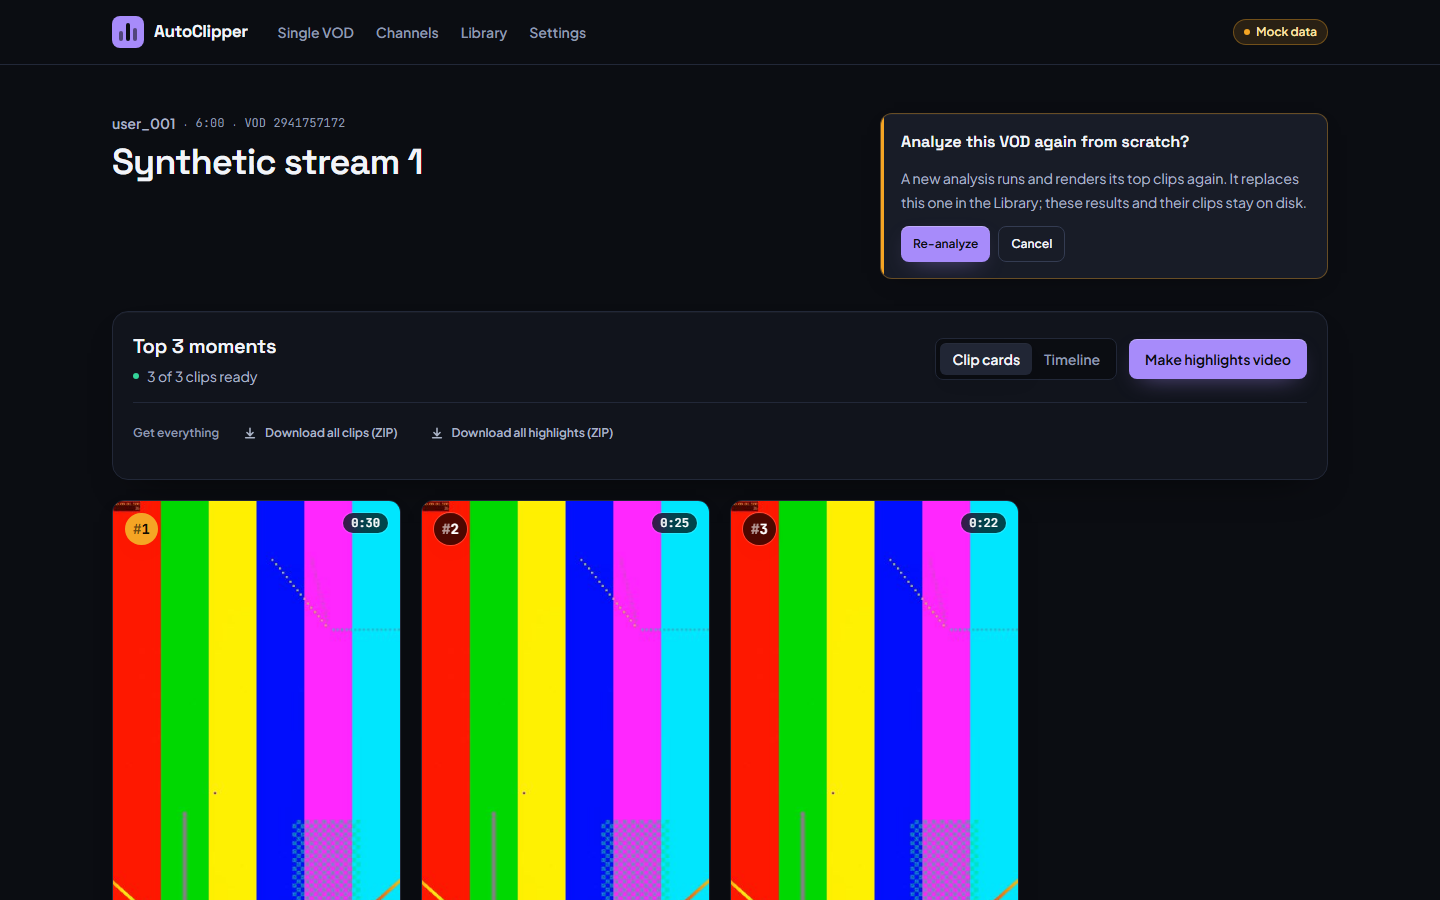 AutoClipper
Single VOD
Channels
Library
Settings
Mock data
user_001 · 6:00 · VOD 2941757172
Synthetic stream 1
Analyze this VOD again from scratch?
A new analysis runs and renders its top clips again. It replaces
this one in the Library; these results and their clips stay on disk.
Re-analyze
Cancel
Top 3 moments
3 of 3 clips ready
Clip cards
Timeline
Make highlights video
Get everything
Download all clips (ZIP)
Download all highlights (ZIP)
#1
0:30
#2
0:25
#3
0:22